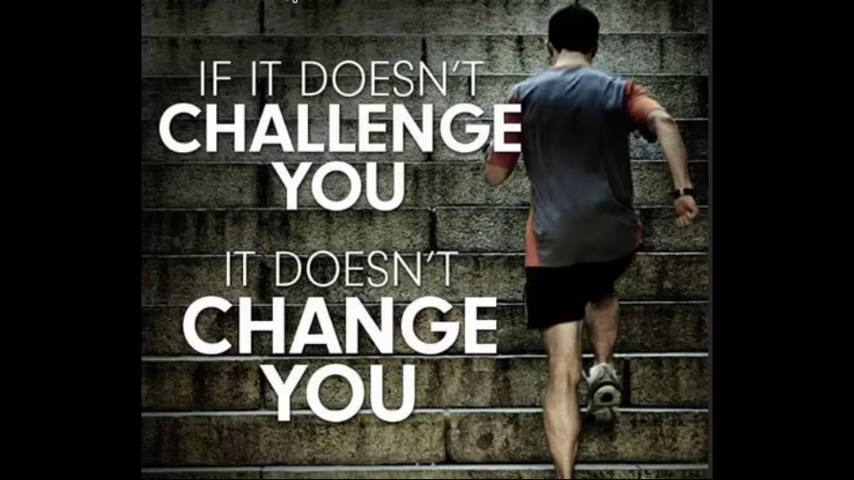 IF IT DOESN'T
CHALLENGE
YOU
IT DOESN'T
CHANGE
YOU